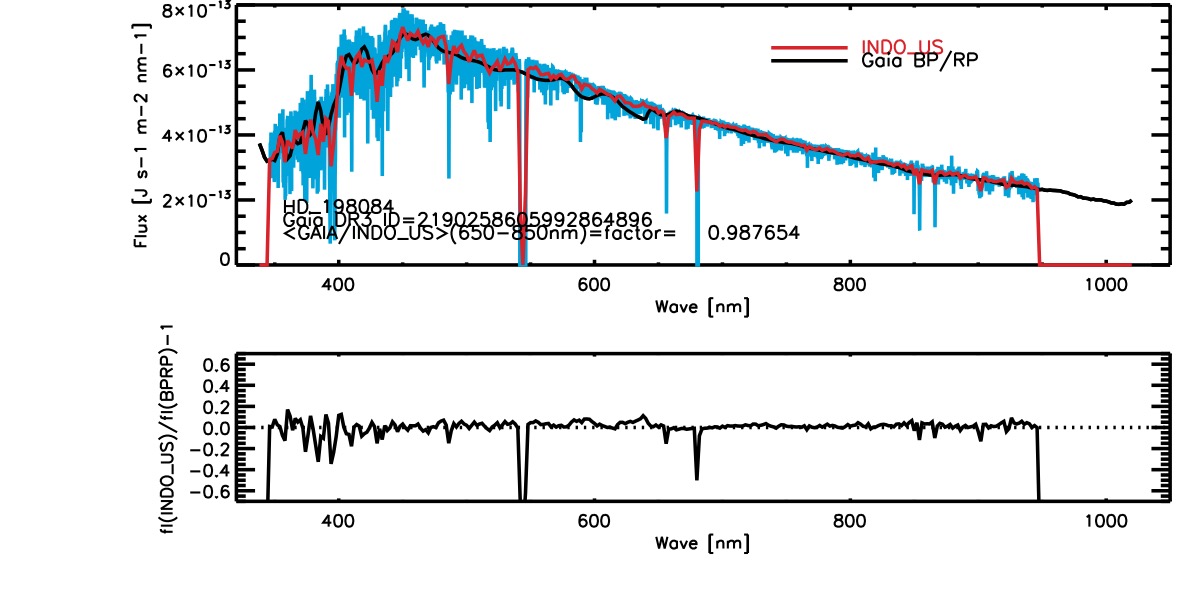 8×10−13
6×10−13
4×10−13
2×10−13
0
Flux [J s−1 m−2 nm−1]
INDO_US
Gaia BP/RP
HD_198084
Gaia DR3 ID=2190258605992864896
<GAIA/INDO_US>(650−850nm)=factor= 0.987654
400 600 800 1000
Wave [nm]
fl(INDO_US)/fl(BPRP)−1
0.6
0.4
0.2
0.0
−0.2
−0.4
−0.6
400 600 800 1000
Wave [nm]